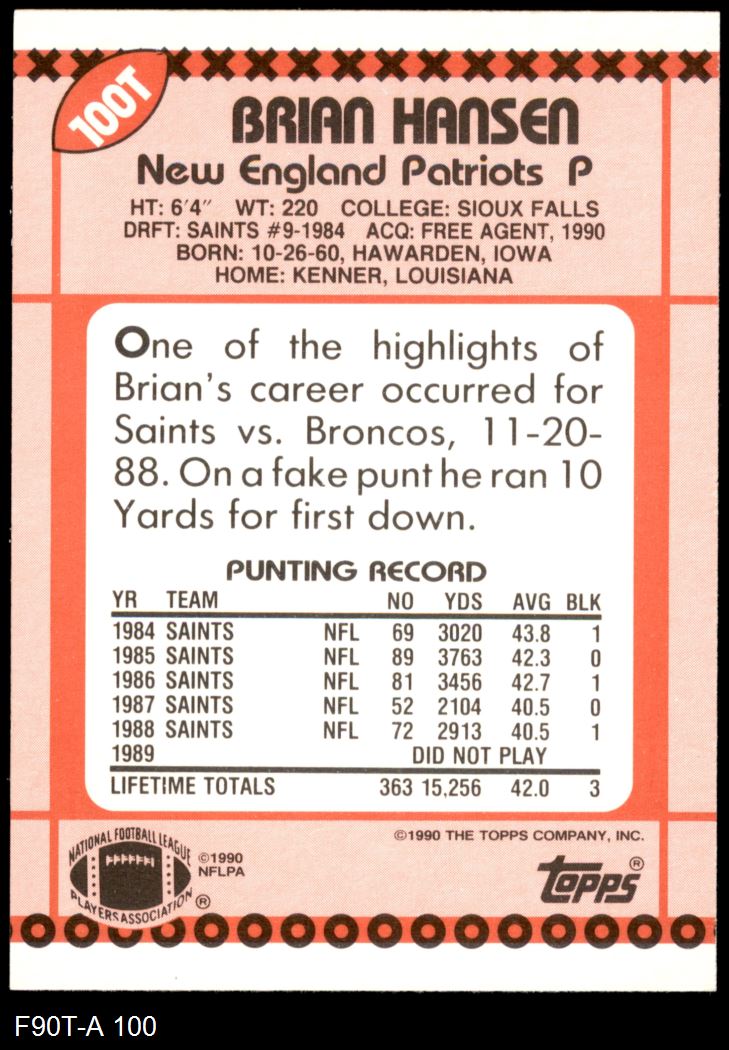 100T
BRIAN HANSEN
New England Patriots P
HT: 6'4" WT: 220 COLLEGE: SIOUX FALLS
DRFT: SAINTS #9-1984 ACQ: FREE AGENT, 1990
BORN: 10-26-60, HAWARDEN, IOWA
HOME: KENNER, LOUISIANA
One of the highlights of
Brian's career occurred for
Saints vs. Broncos, 11-20-
88. On a fake punt he ran 10
Yards for first down.
PUNTING RECORD
YR TEAM NO YDS AVG BLK
1984 SAINTS NFL 69 3020 43.8 1
1985 SAINTS NFL 89 3763 42.3 0
1986 SAINTS NFL 81 3456 42.7 1
1987 SAINTS NFL 52 2104 40.5 0
1988 SAINTS NFL 72 2913 40.5 1
1989 DID NOT PLAY
LIFETIME TOTALS 363 15,256 42.0 3
©1990 THE TOPPS COMPANY, INC.
NATIONAL FOOTBALL LEAGUE
PLAYERS ASSOCIATION ®
©1990
NFLPA
Topps®
F90T-A 100